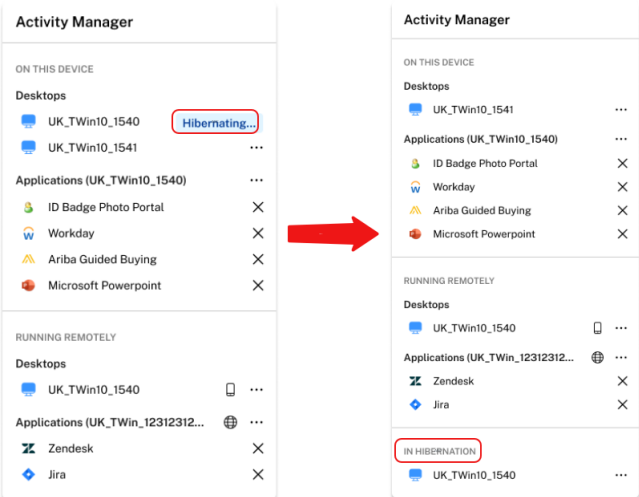 Activity Manager
ON THIS DEVICE
Desktops
UK_TWin10_1540 Hibernating...
UK_TWin10_1541 ...
Applications (UK_TWin10_1540) ...
ID Badge Photo Portal
Workday
Ariba Guided Buying
Microsoft Powerpoint
RUNNING REMOTELY
Desktops
UK_TWin10_1540 ...
Applications (UK_TWin_12312312... ...
Zendesk
Jira
Activity Manager
ON THIS DEVICE
Desktops
UK_TWin10_1541 ...
Applications (UK_TWin10_1540) ...
ID Badge Photo Portal
Workday
Ariba Guided Buying
Microsoft Powerpoint
RUNNING REMOTELY
Desktops
UK_TWin10_1540 ...
Applications (UK_TWin_12312312... ...
Zendesk
Jira
IN HIBERNATION
UK_TWin10_1540 ...